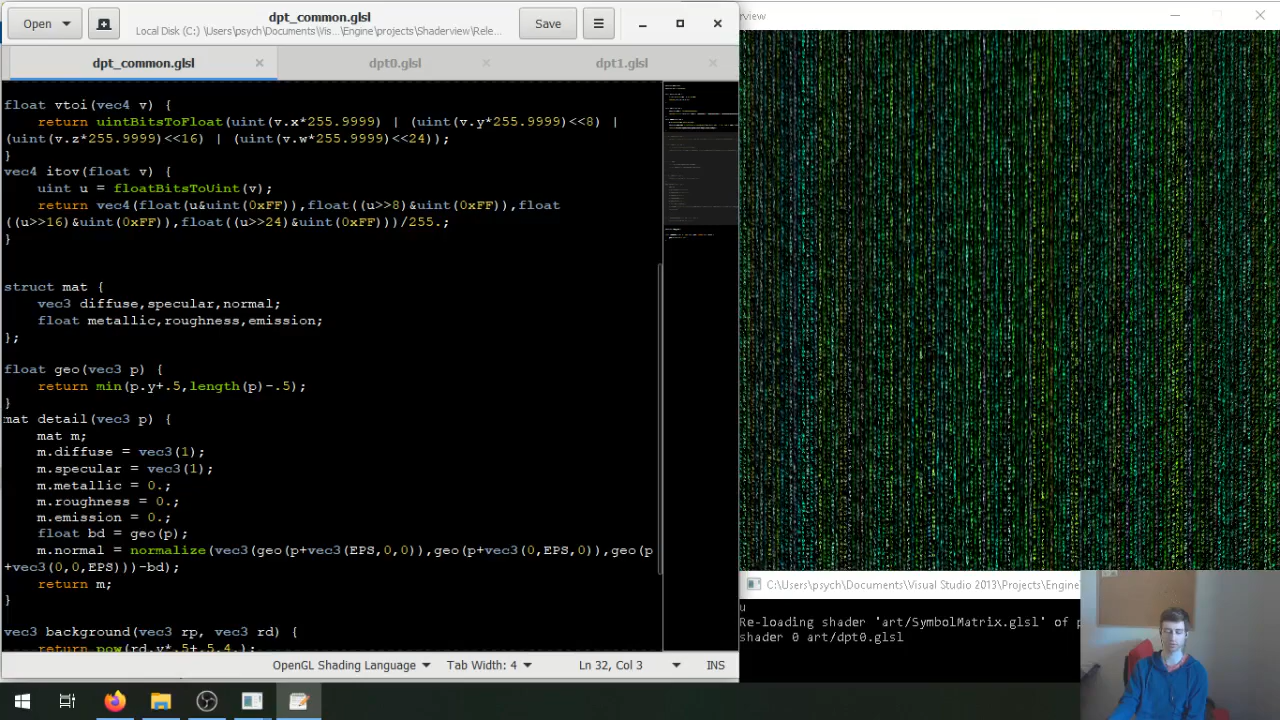 Open
dpt_common.glsl
Local Disk (C:) \Users\psych\Documents\Vis...Engine\projects\Shaderview\Rele...
Save
dpt_common.glsl
dpt0.glsl
dpt1.glsl
float vtoi(vec4 v) {
return uintBitsToFloat(uint(v.x*255.9999) | (uint(v.y*255.9999)<<8) |
(uint(v.z*255.9999)<<16) | (uint(v.w*255.9999)<<24));
}
vec4 itov(float v) {
uint u = floatBitsToUint(v);
return vec4(float(u&uint(0xFF)),float((u>>8)&uint(0xFF)),float
((u>>16)&uint(0xFF)),float((u>>24)&uint(0xFF)))/255.;
}
struct mat {
vec3 diffuse,specular,normal;
float metallic,roughness,emission;
};
float geo(vec3 p) {
return min(p.y+.5,length(p)-.5);
}
mat detail(vec3 p) {
mat m;
m.diffuse = vec3(1);
m.specular = vec3(1);
m.metallic = 0.;
m.roughness = 0.;
m.emission = 0.;
float bd = geo(p);
m.normal = normalize(vec3(geo(p+vec3(EPS,0,0)),geo(p+vec3(0,EPS,0)),geo(p
+vec3(0,0,EPS)))-bd);
return m;
}
vec3 background(vec3 rp, vec3 rd) {
return pow(rd.y*.5+.5,4.);
OpenGL Shading Language
Tab Width: 4
Ln 32, Col 3
INS
rview
C:\Users\psych\Documents\Visual Studio 2013\Projects\Engine
u
Re-loading shader 'art/SymbolMatrix.glsl' of p
shader 0 art/dpt0.glsl